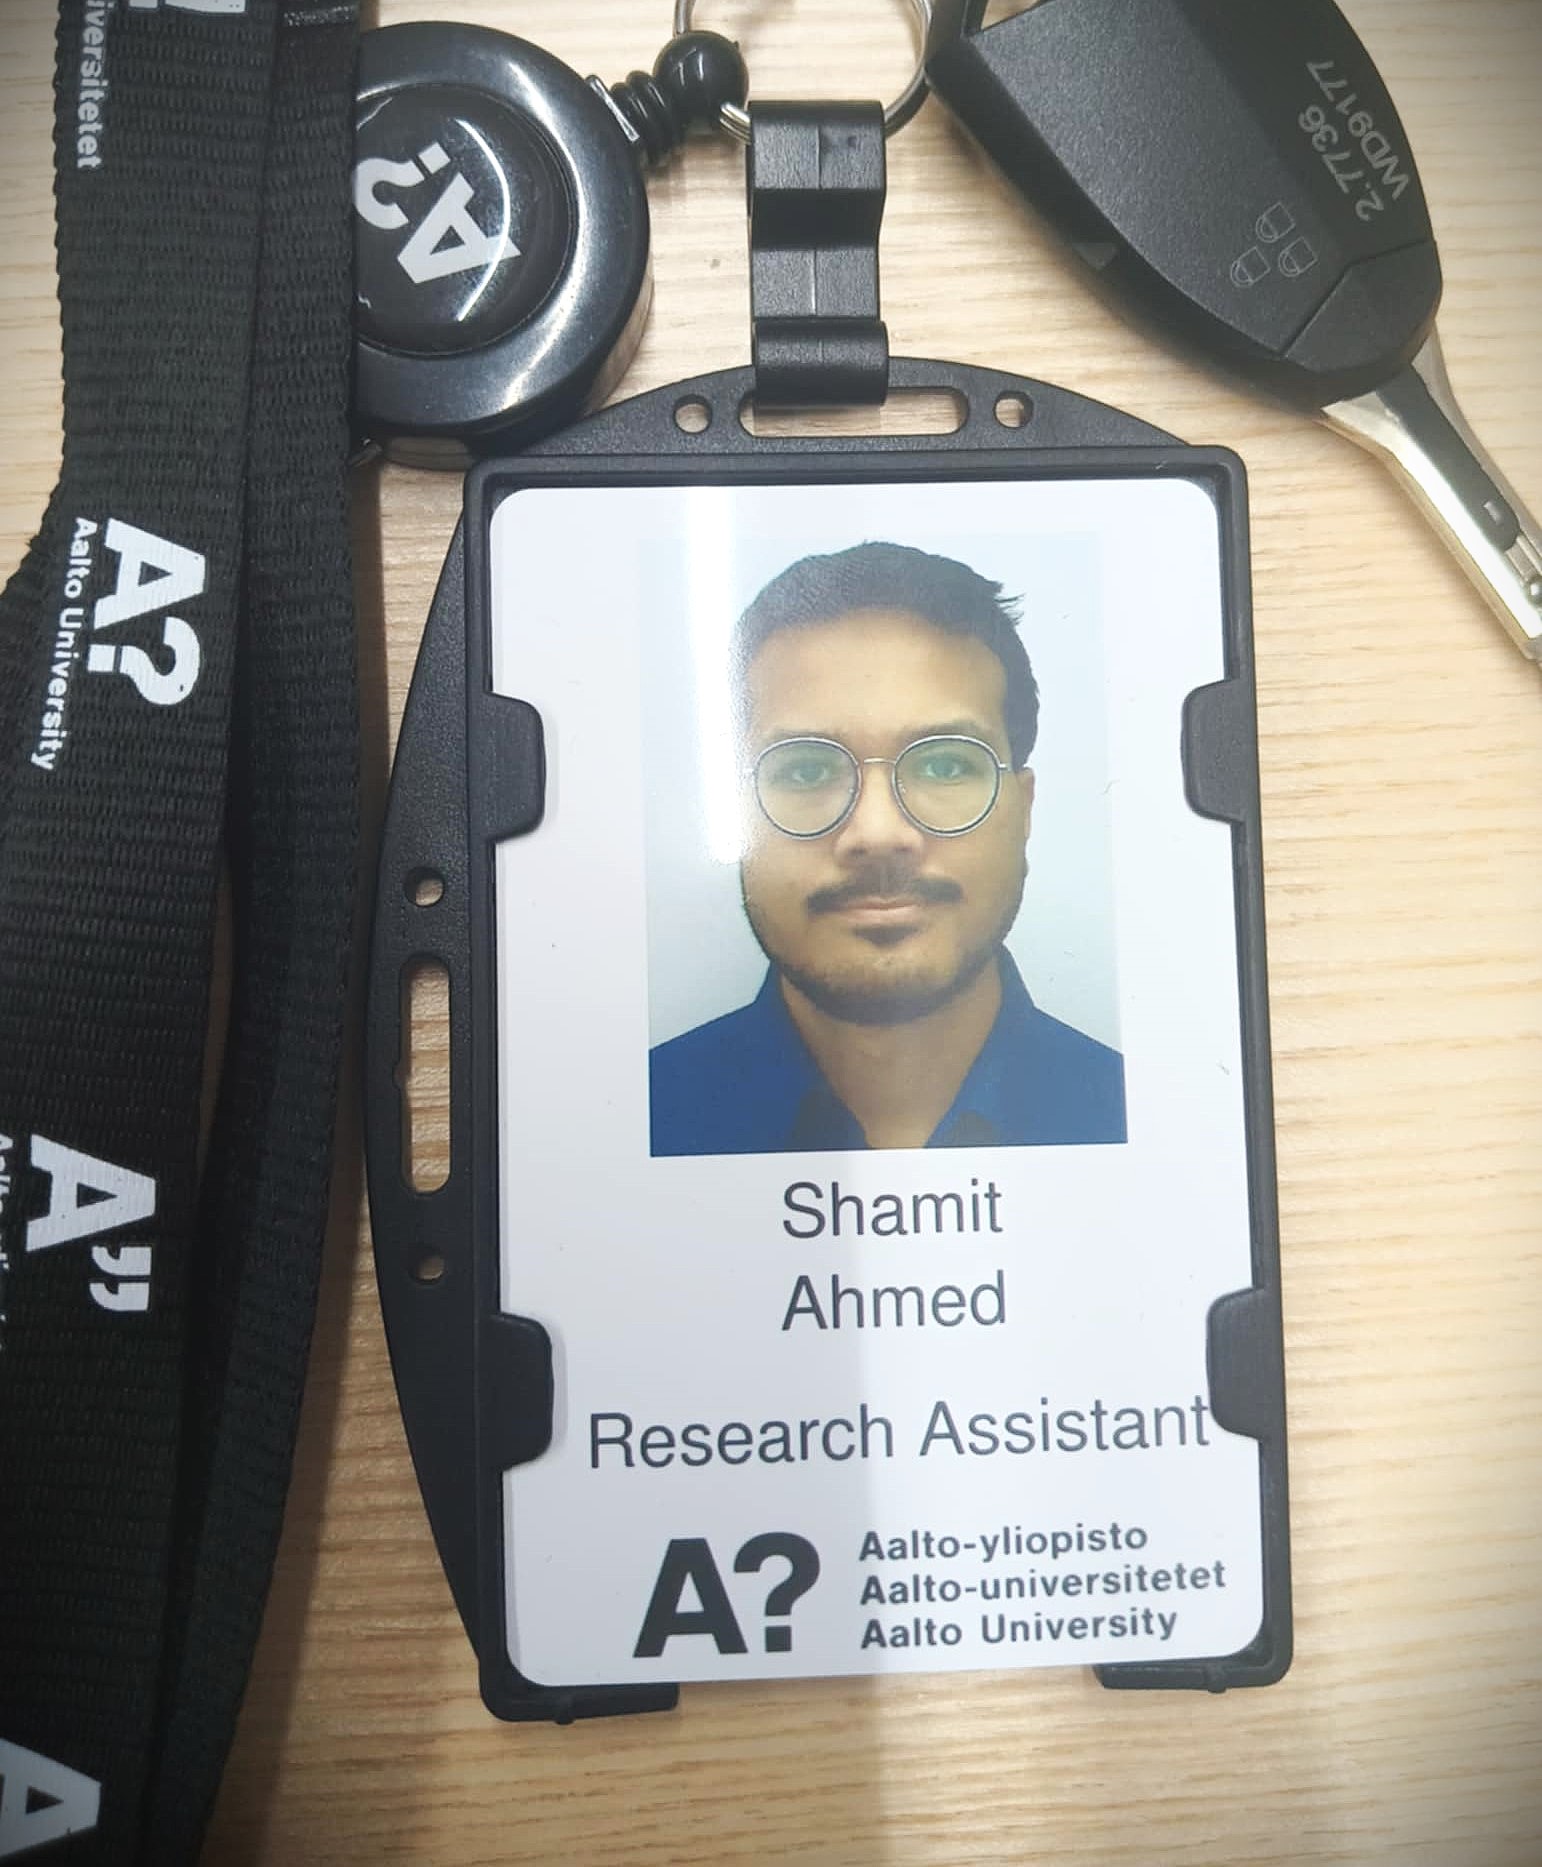 iversitetet
A?
2.7736
WD9177
A?
Aalto University
A”
A
Shamit
Ahmed
Research Assistant
A?
Aalto-yliopisto
Aalto-universitetet
Aalto University